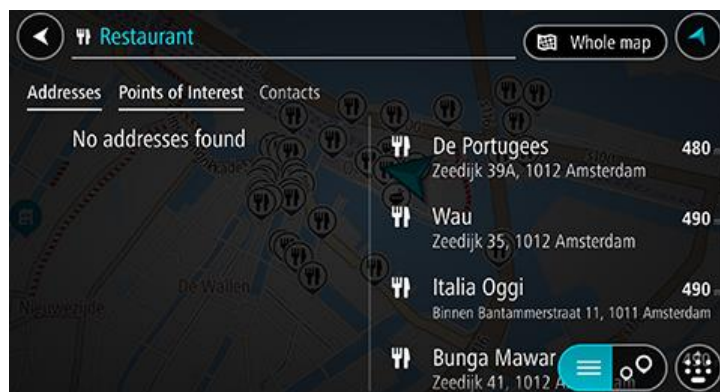 Restaurant
Whole map
Addresses Points of Interest Contacts
No addresses found
De Portugees 480
Zeedijk 39A, 1012 Amsterdam
Wau 490
Zeedijk 35, 1012 Amsterdam
Italia Oggi 490
Binnen Bantammerstraat 11, 1011 Amsterdam
Bunga Mawar
Zeedijk 41, 1012
De Wallen
Nieuwezijde